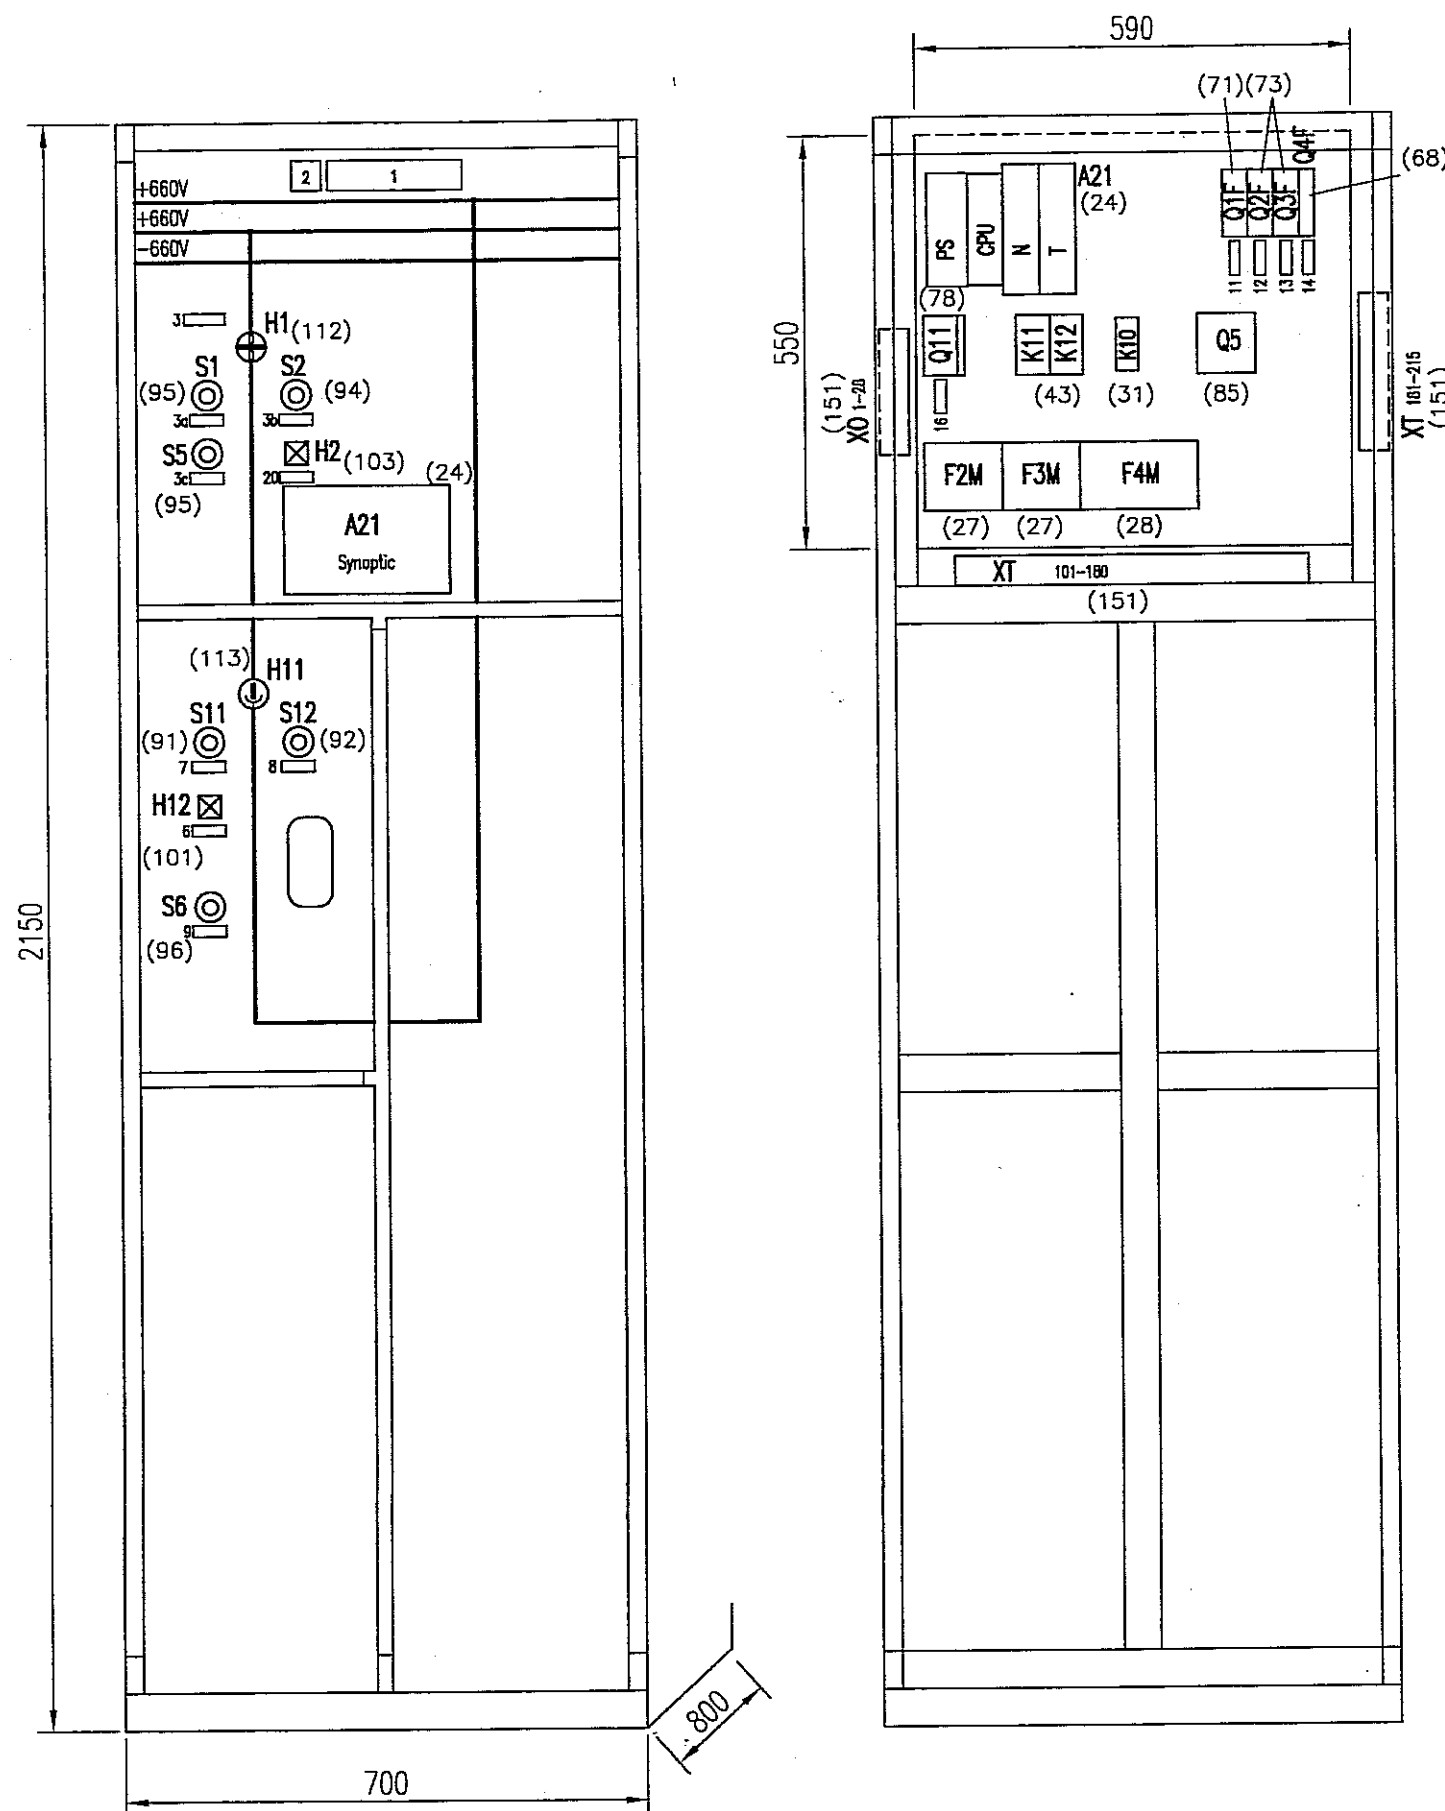 590
(71)(73)
Q4F
(68)
2 1
+660V
+660V
-660V
PS CPU N T A21
(24)
Q1F Q2F Q3F
11 12 13 14
(78)
3
H1(112)
S1 S2
(95) (94)
3a 3b
S5 H2(103)
3c 20
(95) (24)
A21
Synoptic
550
Q11 K11 K12 K10 Q5
16 (43) (31) (85)
(151)
XO 1-20
XT 181-215
(151)
F2M F3M F4M
(27) (27) (28)
XT 101-180
(151)
(113) H11
S11 S12
(91) (92)
7 8
H12
6
(101)
S6
9
(96)
2150
800
700